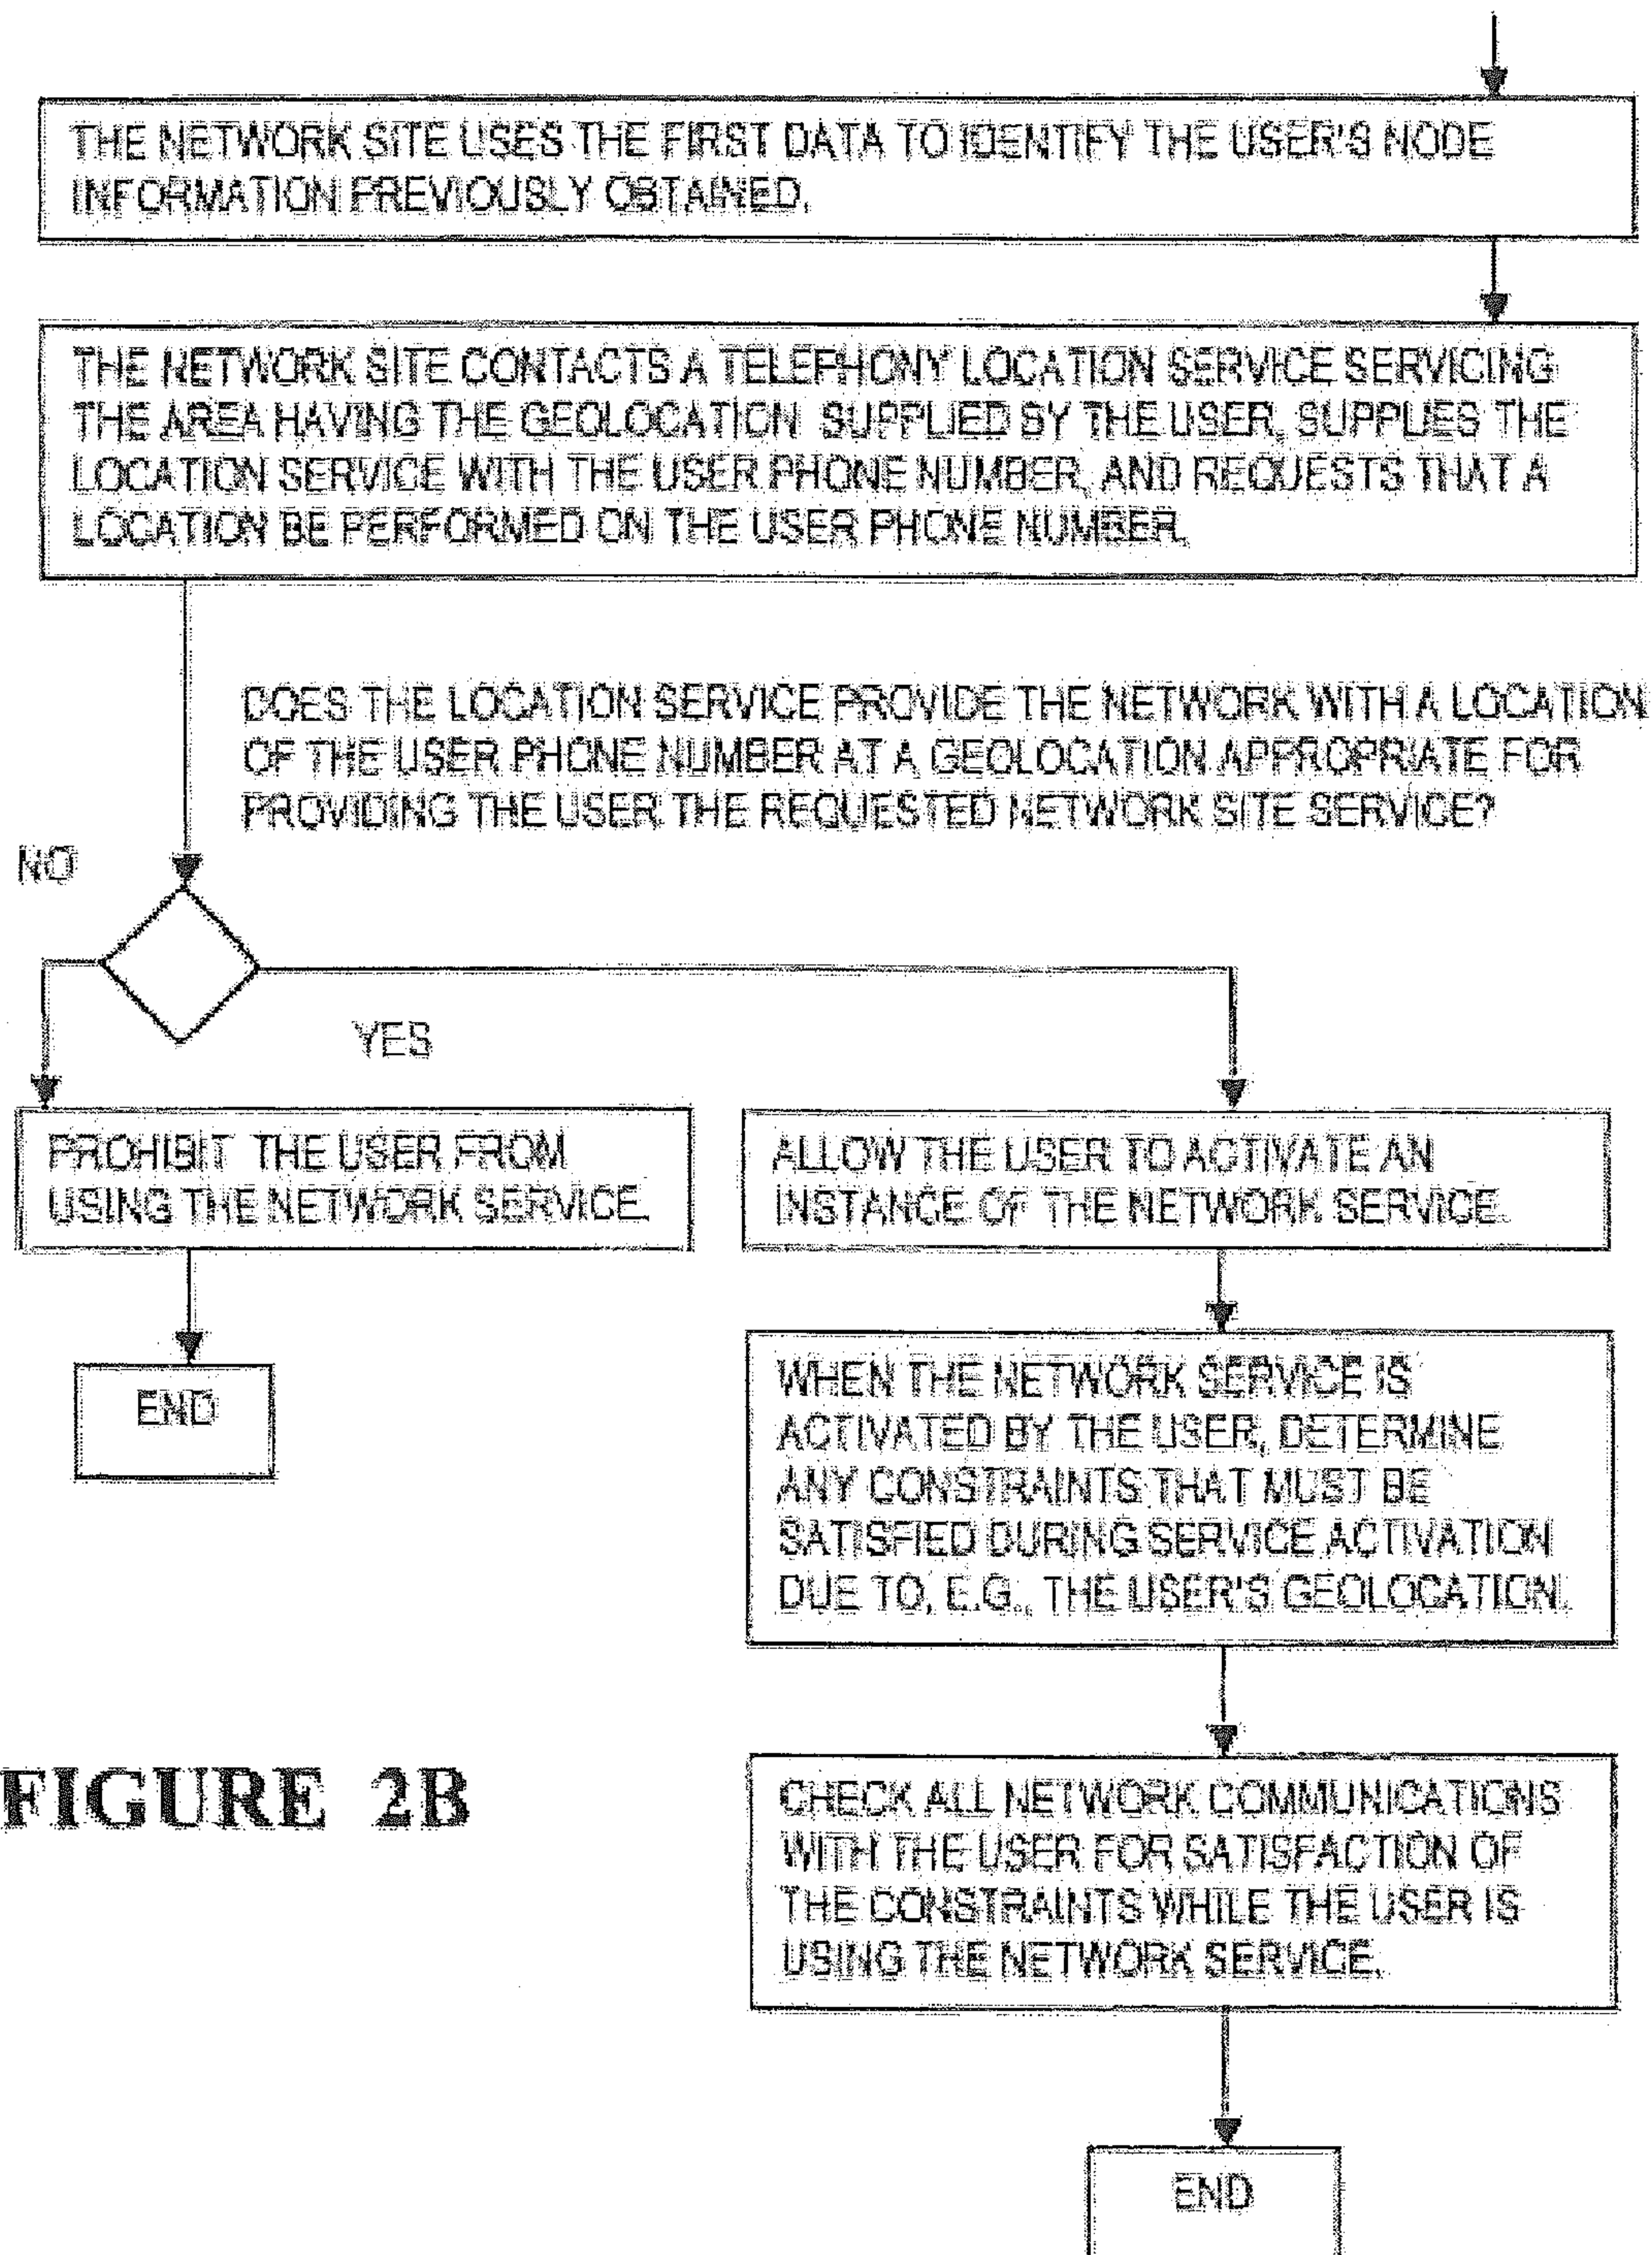 THE NETWORK SITE USES THE FIRST DATA TO IDENTIFY THE USER'S NODE
INFORMATION PREVIOUSLY OBTAINED.
THE NETWORK SITE CONTACTS A TELEPHONY LOCATION SERVICE SERVICING
THE AREA HAVING THE GEOLOCATION SUPPLIED BY THE USER, SUPPLIES THE
LOCATION SERVICE WITH THE USER PHONE NUMBER, AND REQUESTS THAT A
LOCATION BE PERFORMED ON THE USER PHONE NUMBER.
DOES THE LOCATION SERVICE PROVIDE THE NETWORK WITH A LOCATION
OF THE USER PHONE NUMBER AT A GEOLOCATION APPROPRIATE FOR
PROVIDING THE USER THE REQUESTED NETWORK SITE SERVICE?
NO
YES
PROHIBIT THE USER FROM
USING THE NETWORK SERVICE.
END
ALLOW THE USER TO ACTIVATE AN
INSTANCE OF THE NETWORK SERVICE.
WHEN THE NETWORK SERVICE IS
ACTIVATED BY THE USER, DETERMINE
ANY CONSTRAINTS THAT MUST BE
SATISFIED DURING SERVICE ACTIVATION
DUE TO, E.G., THE USER'S GEOLOCATION.
CHECK ALL NETWORK COMMUNICATIONS
WITH THE USER FOR SATISFACTION OF
THE CONSTRAINTS WHILE THE USER IS
USING THE NETWORK SERVICE.
END
FIGURE 2B